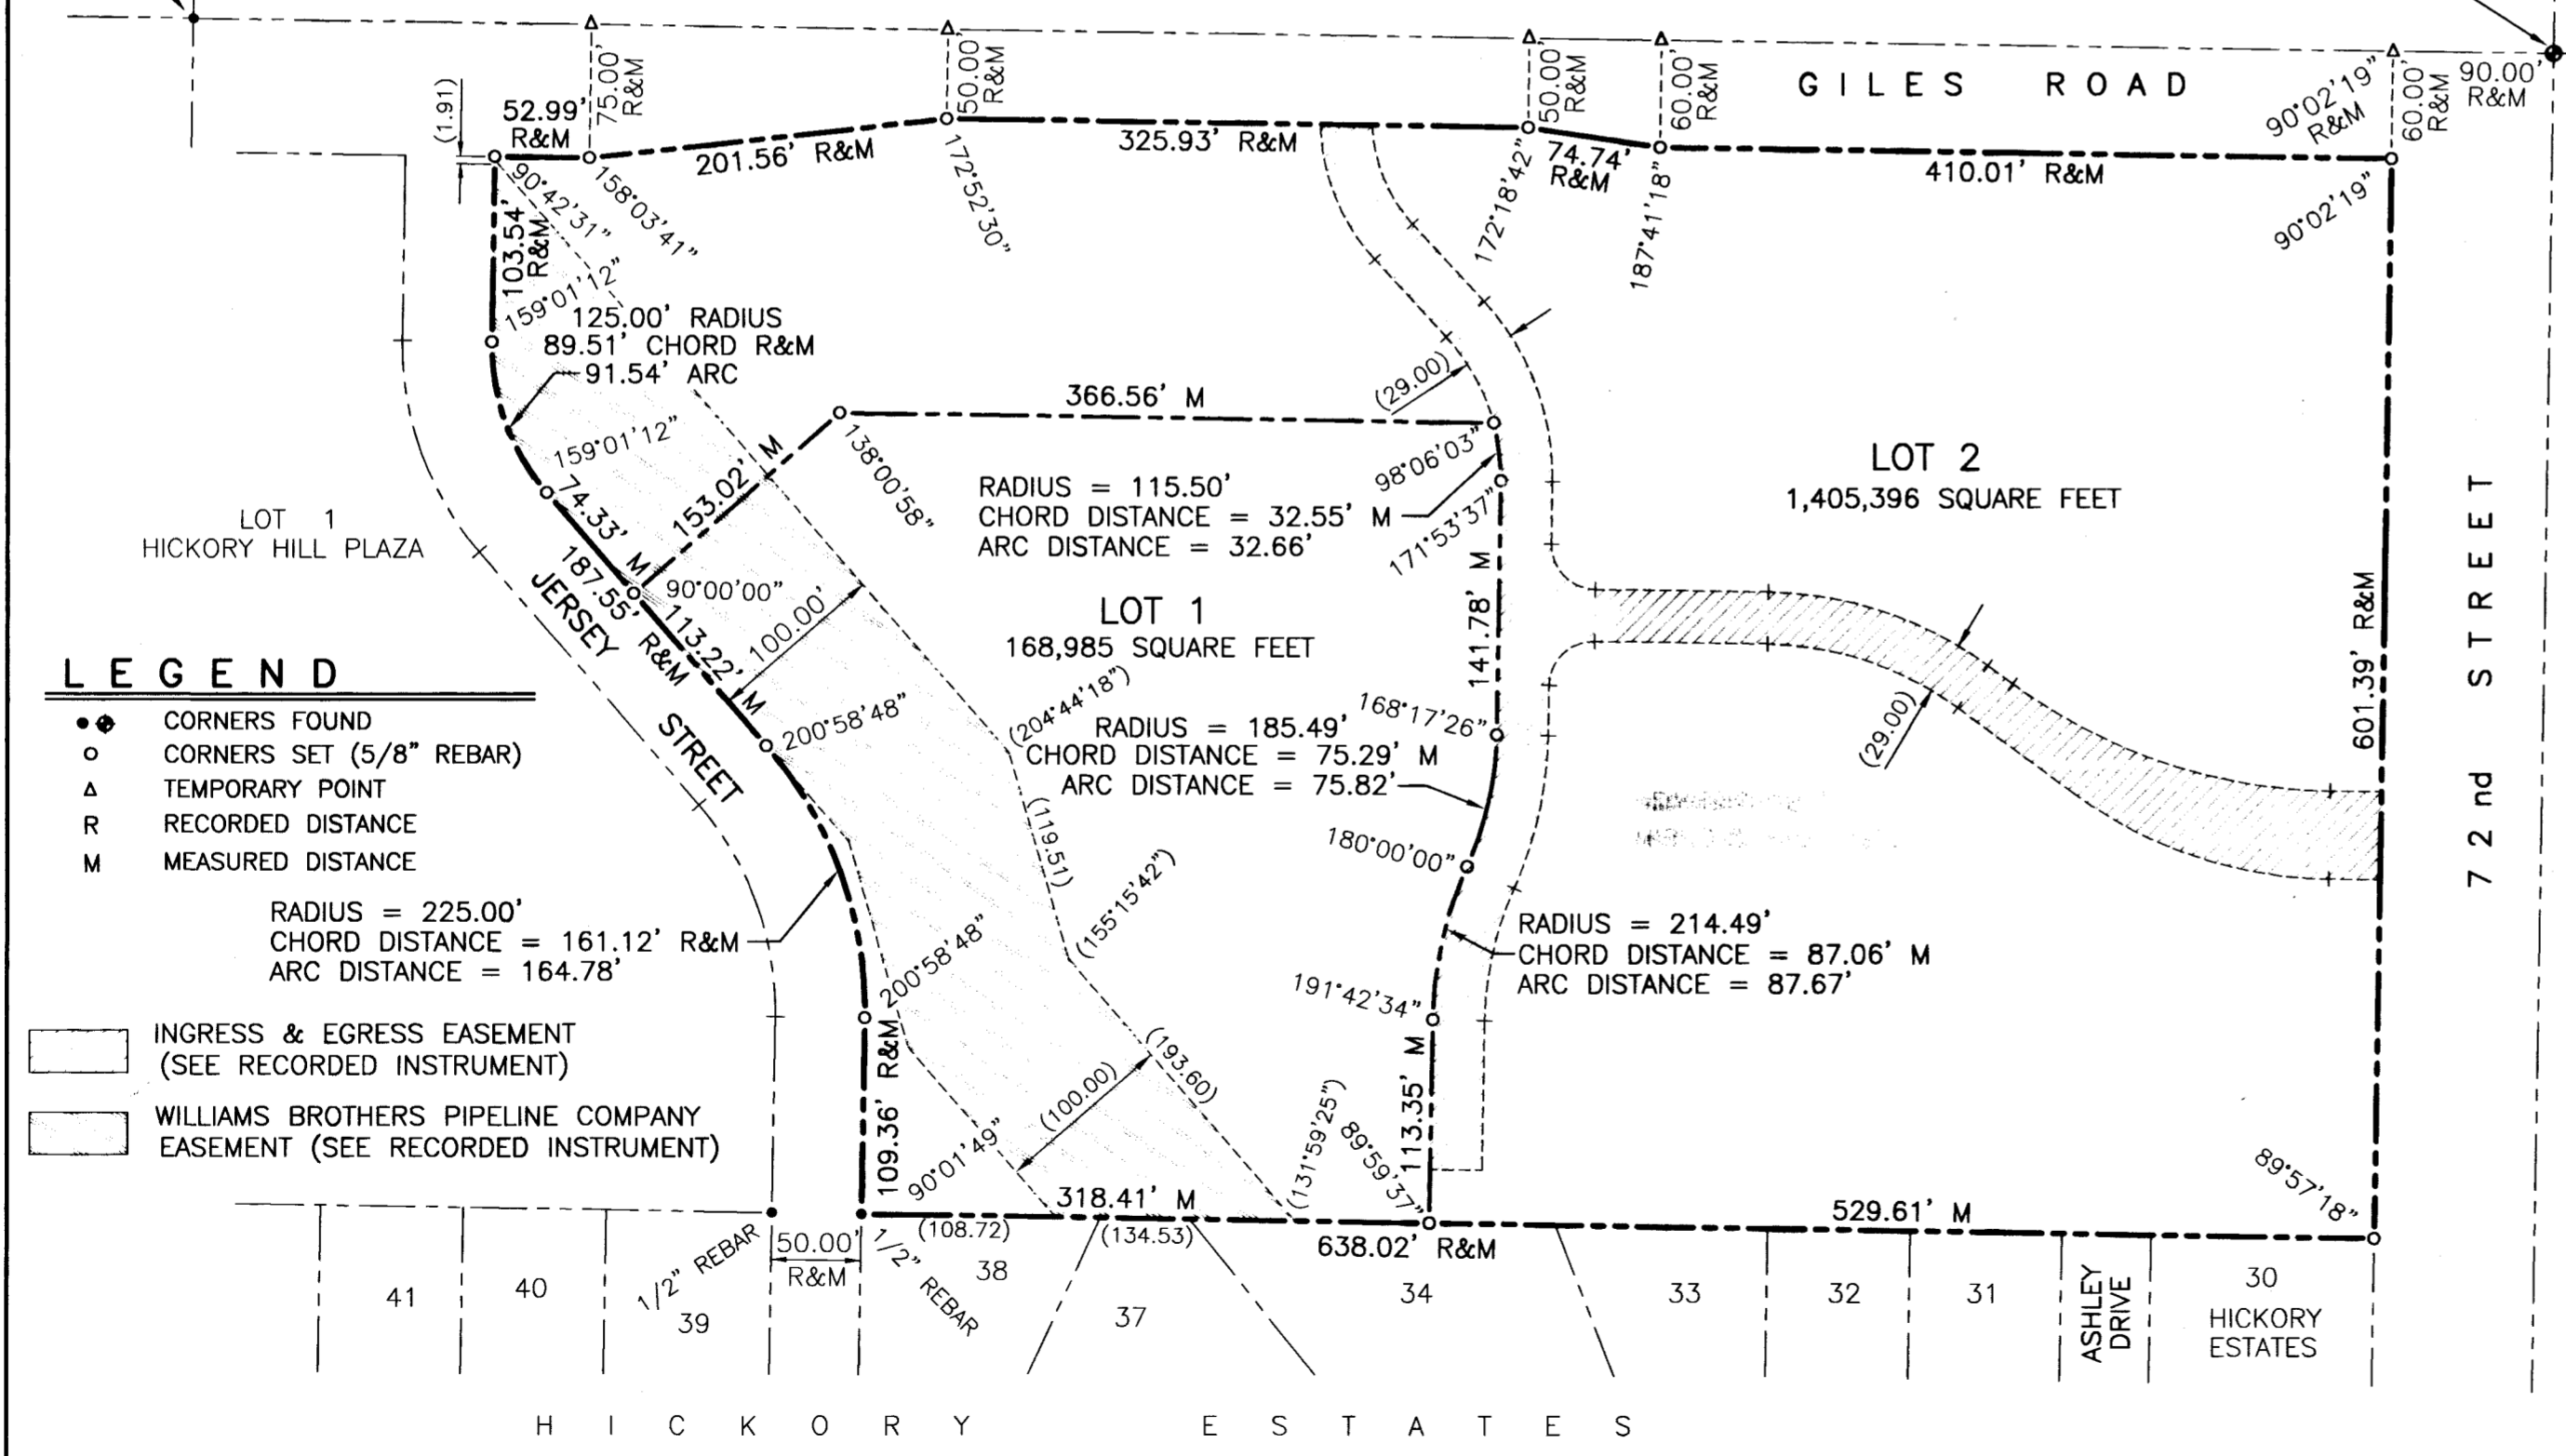 GILES ROAD
(1.91)
52.99'
R&M
75.00'
R&M
201.56' R&M
50.00'
R&M
325.93' R&M
50.00'
R&M
74.74'
R&M
60.00'
R&M
410.01' R&M
90°02'19"
R&M
60.00'
R&M
90.00'
R&M
90°42'31"
158°03'41"
172°52'30"
172°18'42"
187°41'18"
90°02'19"
103.54'
R&M
159°01'12"
125.00' RADIUS
89.51' CHORD R&M
91.54' ARC
159°01'12"
74.33' M
187.55' R&M
113.22' M
153.02' M
138°00'58"
366.56' M
(29.00)
98°06'03"
RADIUS = 115.50'
CHORD DISTANCE = 32.55' M
ARC DISTANCE = 32.66'
171°53'37"
141.78' M
LOT 2
1,405,396 SQUARE FEET
72nd STREET
601.39' R&M
LOT 1
HICKORY HILL PLAZA
JERSEY
STREET
90°00'00"
100.00'
LOT 1
168,985 SQUARE FEET
(204°44'18")
200°58'48"
RADIUS = 185.49'
CHORD DISTANCE = 75.29' M
ARC DISTANCE = 75.82'
168°17'26"
(29.00)
LEGEND
CORNERS FOUND
CORNERS SET (5/8" REBAR)
TEMPORARY POINT
R RECORDED DISTANCE
M MEASURED DISTANCE
RADIUS = 225.00'
CHORD DISTANCE = 161.12' R&M
ARC DISTANCE = 164.78'
(119.51)
(155°15'42")
180°00'00"
RADIUS = 214.49'
CHORD DISTANCE = 87.06' M
ARC DISTANCE = 87.67'
200°58'48"
191°42'34"
INGRESS & EGRESS EASEMENT
(SEE RECORDED INSTRUMENT)
WILLIAMS BROTHERS PIPELINE COMPANY
EASEMENT (SEE RECORDED INSTRUMENT)
109.36' R&M
90°01'49"
(100.00)
(193.60)
(131°59'25")
89°59'37"
113.35' M
89°57'18"
318.41' M
(108.72)
(134.53)
638.02' R&M
529.61' M
1/2" REBAR
50.00'
R&M
1/2" REBAR
41
40
39
38
37
34
33
32
31
ASHLEY
DRIVE
30
HICKORY
ESTATES
HICKORY ESTATES